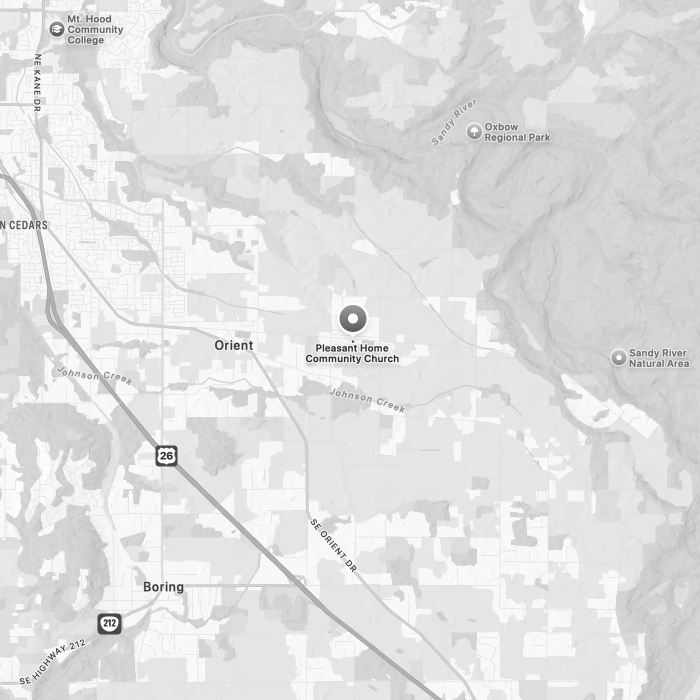 Mt. Hood
Community
College
NE KANE DR
Sandy River
Oxbow
Regional Park
N CEDARS
Orient
Pleasant Home
Community Church
Sandy River
Natural Area
Johnson Creek
Johnson Creek
26
SE ORIENT DR
Boring
212
SE HIGHWAY 212